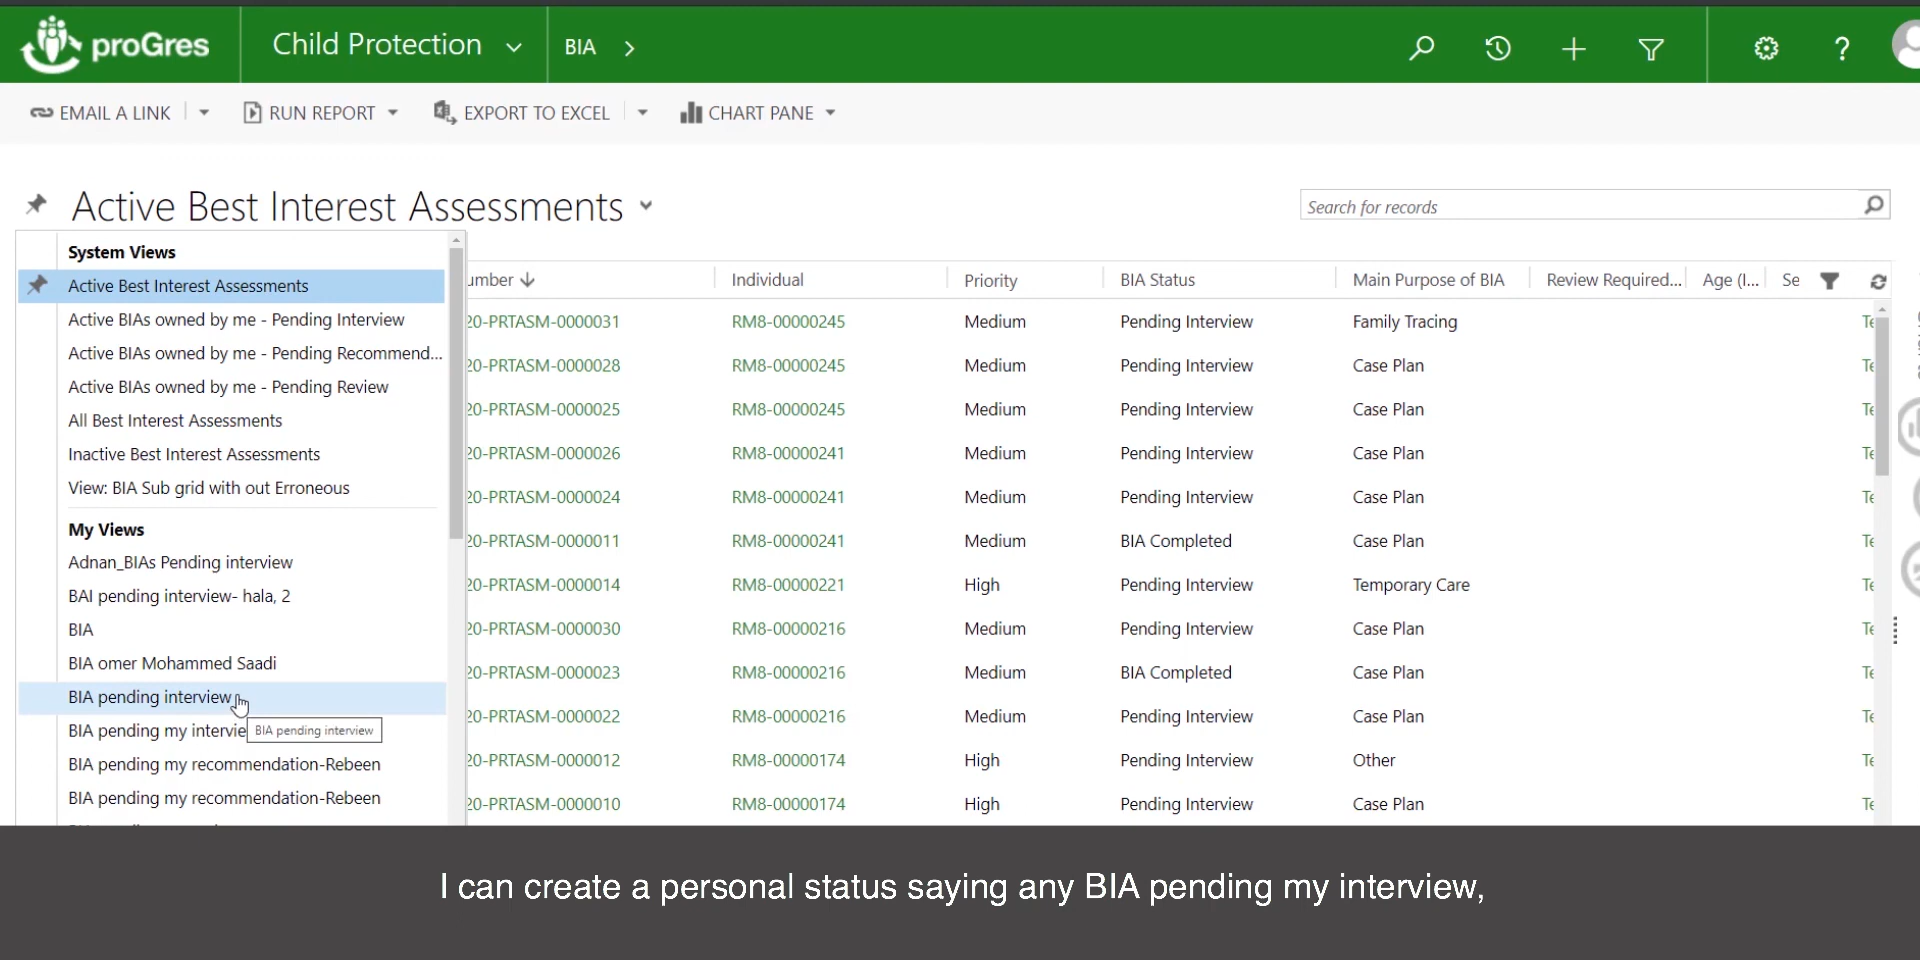 proGres
Child Protection
BIA
EMAIL A LINK
RUN REPORT
EXPORT TO EXCEL
CHART PANE
Active Best Interest Assessments
Search for records
System Views
Active Best Interest Assessments
Active BIAs owned by me - Pending Interview
Active BIAs owned by me - Pending Recommend...
Active BIAs owned by me - Pending Review
All Best Interest Assessments
Inactive Best Interest Assessments
View: BIA Sub grid with out Erroneous
My Views
Adnan_BIAs Pending interview
BAI pending interview- hala, 2
BIA
BIA omer Mohammed Saadi
BIA pending interview
BIA pending my intervie
BIA pending interview
BIA pending my recommendation-Rebeen
BIA pending my recommendation-Rebeen
umber Individual Priority BIA Status Main Purpose of BIA Review Required... Age (I... Se
20-PRTASM-0000031 RM8-00000245 Medium Pending Interview Family Tracing Te
20-PRTASM-0000028 RM8-00000245 Medium Pending Interview Case Plan Te
20-PRTASM-0000025 RM8-00000245 Medium Pending Interview Case Plan Te
20-PRTASM-0000026 RM8-00000241 Medium Pending Interview Case Plan Te
20-PRTASM-0000024 RM8-00000241 Medium Pending Interview Case Plan Te
20-PRTASM-0000011 RM8-00000241 Medium BIA Completed Case Plan Te
20-PRTASM-0000014 RM8-00000221 High Pending Interview Temporary Care Te
20-PRTASM-0000030 RM8-00000216 Medium Pending Interview Case Plan Te
20-PRTASM-0000023 RM8-00000216 Medium BIA Completed Case Plan Te
20-PRTASM-0000022 RM8-00000216 Medium Pending Interview Case Plan Te
20-PRTASM-0000012 RM8-00000174 High Pending Interview Other Te
20-PRTASM-0000010 RM8-00000174 High Pending Interview Case Plan Te
I can create a personal status saying any BIA pending my interview,